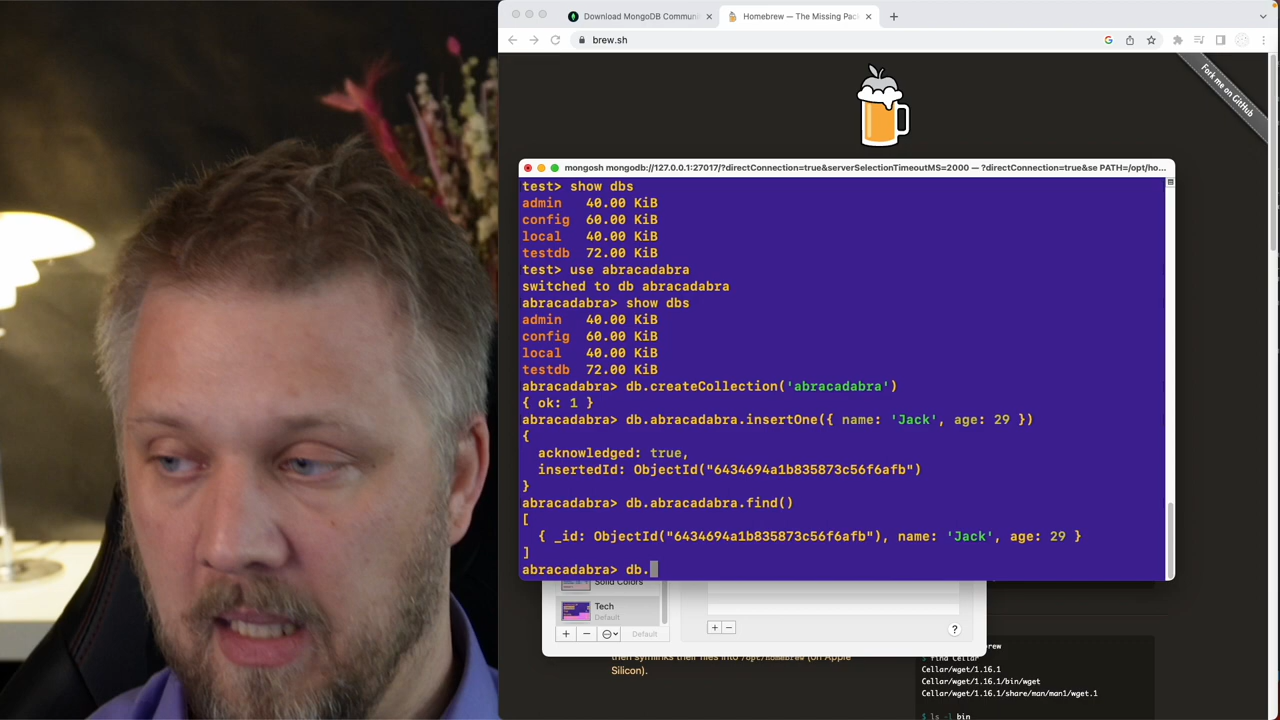 Download MongoDB Commun
Homebrew — The Missing Pac
brew.sh
Fork me on GitHub
mongosh mongodb://127.0.0.1:27017/?directConnection=true&serverSelectionTimeoutMS=2000 — ?directConnection=true&se PATH=/opt/ho...
test> show dbs
admin 40.00 KiB
config 60.00 KiB
local 40.00 KiB
testdb 72.00 KiB
test> use abracadabra
switched to db abracadabra
abracadabra> show dbs
admin 40.00 KiB
config 60.00 KiB
local 40.00 KiB
testdb 72.00 KiB
abracadabra> db.createCollection('abracadabra')
{ ok: 1 }
abracadabra> db.abracadabra.insertOne({ name: 'Jack', age: 29 })
{
acknowledged: true,
insertedId: ObjectId("6434694a1b835873c56f6afb")
}
abracadabra> db.abracadabra.find()
[
{ _id: ObjectId("6434694a1b835873c56f6afb"), name: 'Jack', age: 29 }
]
abracadabra> db.
Solid Colors
Tech
Default
+ − Default
+ −
?
then symlinks their files into /opt/homebrew (on Apple
Silicon).
$ find Cellar
Cellar/wget/1.16.1
Cellar/wget/1.16.1/bin/wget
Cellar/wget/1.16.1/share/man/man1/wget.1
$ ls -l bin